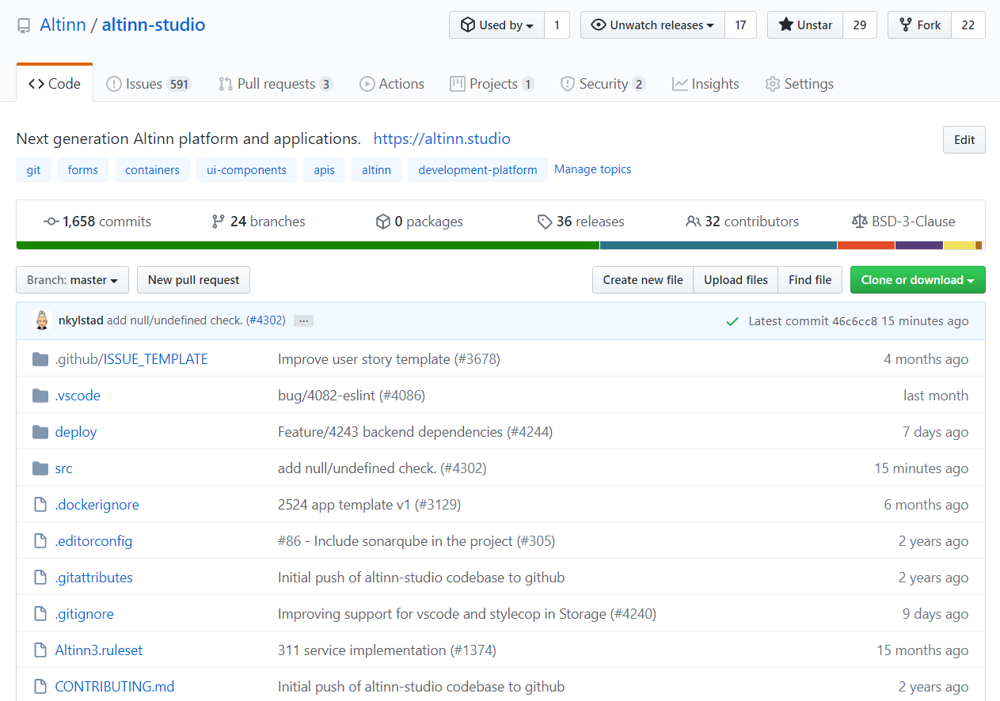 Altinn / altinn-studio Used by 1 Unwatch releases 17 Unstar 29 Fork 22
Code Issues 591 Pull requests 3 Actions Projects 1 Security 2 Insights Settings
Next generation Altinn platform and applications. https://altinn.studio Edit
git forms containers ui-components apis altinn development-platform Manage topics
1,658 commits 24 branches 0 packages 36 releases 32 contributors BSD-3-Clause
Branch: master New pull request Create new file Upload files Find file Clone or download
nkylstad add null/undefined check. (#4302) ... Latest commit 46c6cc8 15 minutes ago
.github/ISSUE_TEMPLATE Improve user story template (#3678) 4 months ago
.vscode bug/4082-eslint (#4086) last month
deploy Feature/4243 backend dependencies (#4244) 7 days ago
src add null/undefined check. (#4302) 15 minutes ago
.dockerignore 2524 app template v1 (#3129) 6 months ago
.editorconfig #86 - Include sonarqube in the project (#305) 2 years ago
.gitattributes Initial push of altinn-studio codebase to github 2 years ago
.gitignore Improving support for vscode and stylecop in Storage (#4240) 9 days ago
Altinn3.ruleset 311 service implementation (#1374) 15 months ago
CONTRIBUTING.md Initial push of altinn-studio codebase to github 2 years ago